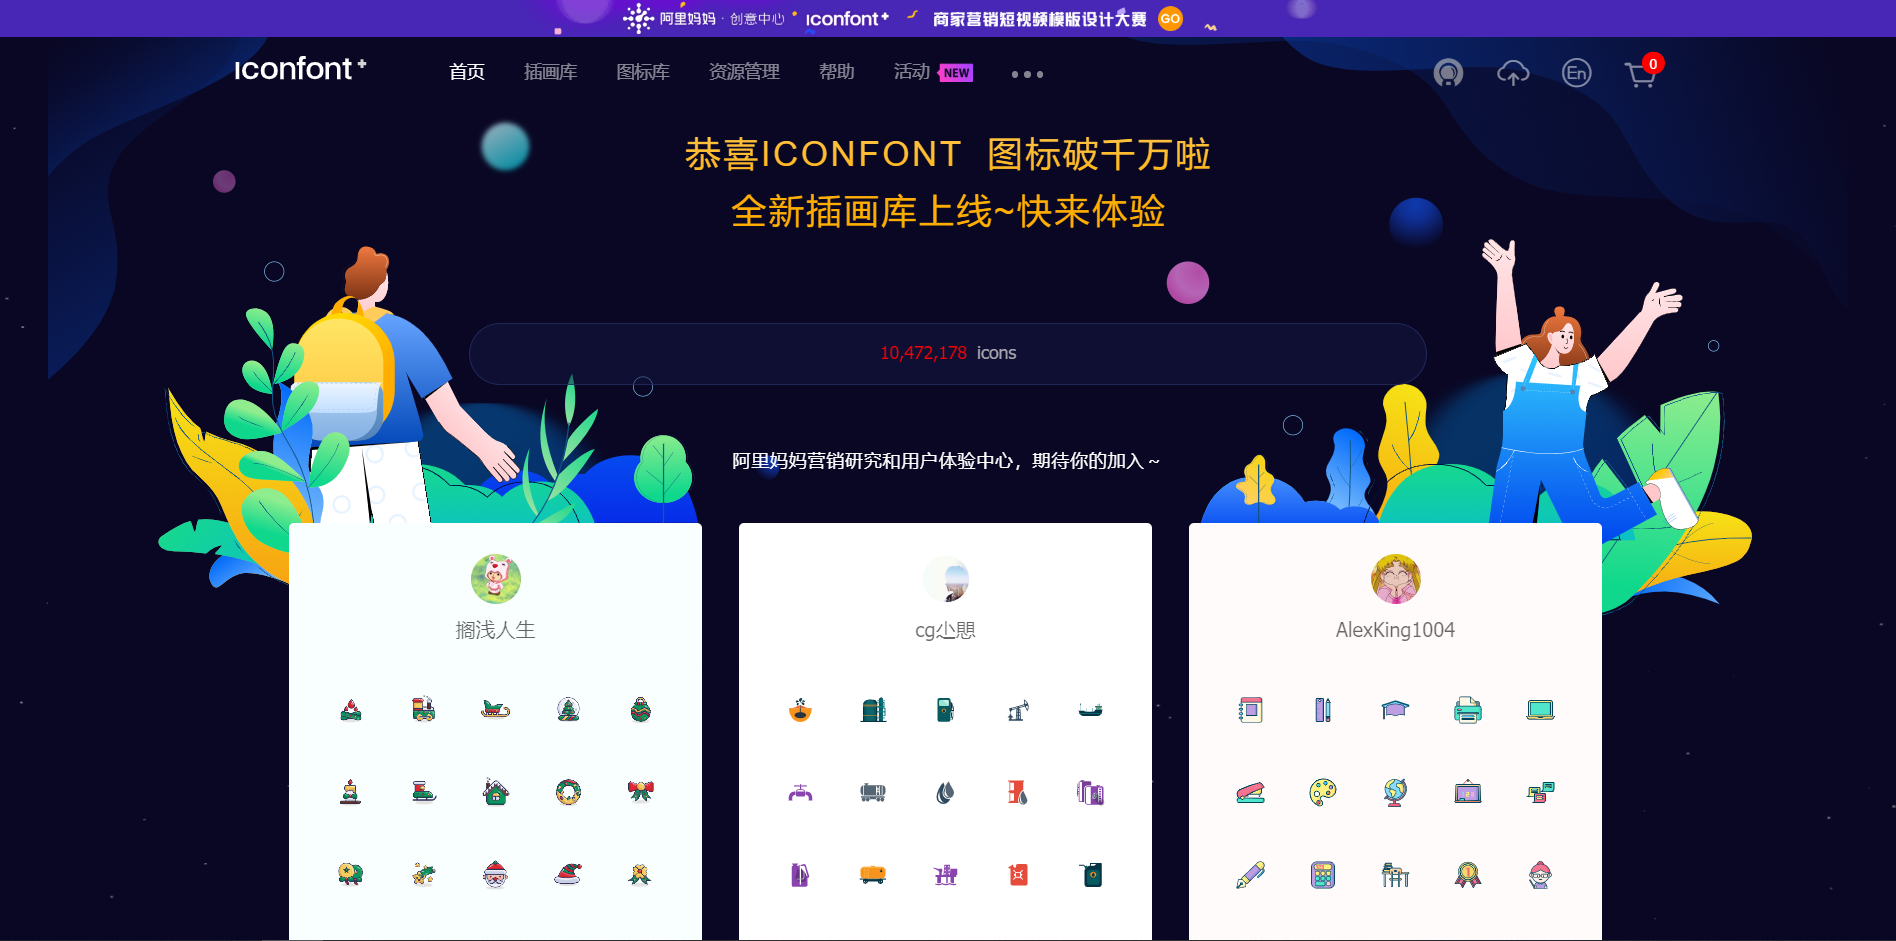 阿里妈妈 · 创意中心 iconfont+ 商家营销短视频模版设计大赛 GO
iconfont+ 首页 插画库 图标库 资源管理 帮助 活动 NEW En 0
恭喜ICONFONT 图标破千万啦
全新插画库上线~快来体验
10,472,178 icons
阿里妈妈营销研究和用户体验中心，期待你的加入 ~
搁浅人生
AlexKing1004